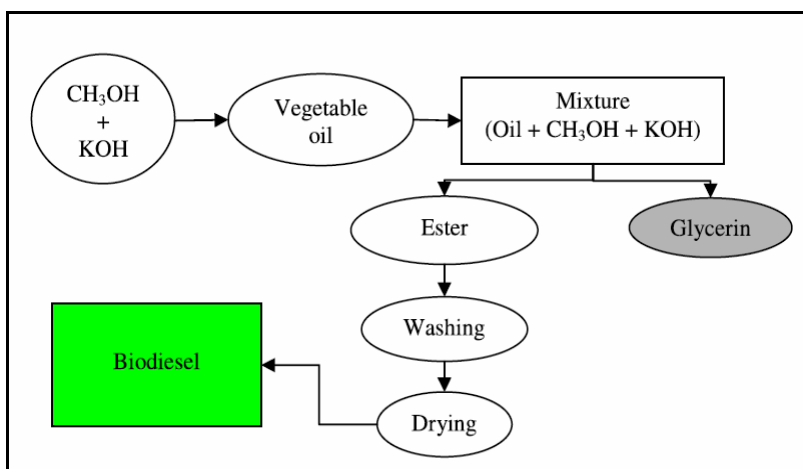 CH₃OH
+
KOH
Vegetable
oil
Mixture
(Oil + CH₃OH + KOH)
Ester
Glycerin
Washing
Biodiesel
Drying